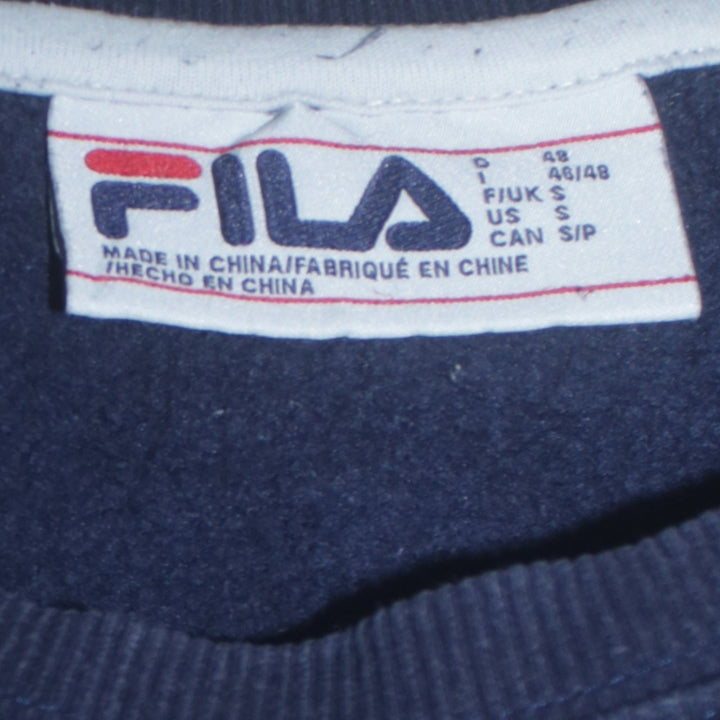 FILA
D 48
I 46/48
F/UK S
US S
CAN S/P
MADE IN CHINA/FABRIQUÉ EN CHINE
/HECHO EN CHINA